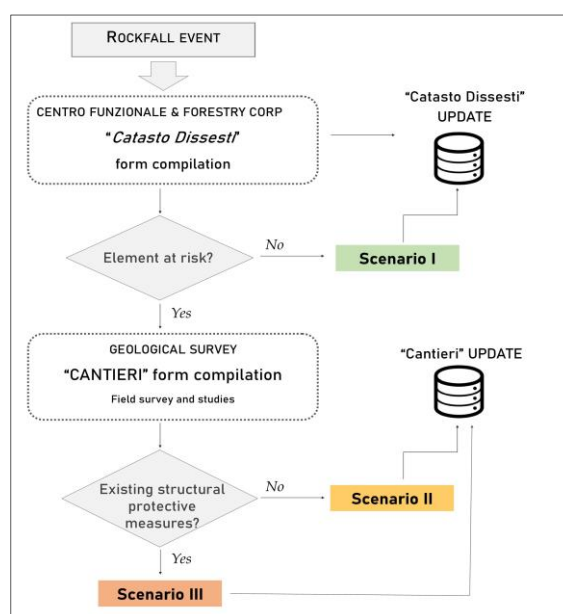 ROCKFALL EVENT
CENTRO FUNZIONALE & FORESTRY CORP
"Catasto Dissesti"
form compilation
"Catasto Dissesti"
UPDATE
Element at risk?
No
Scenario I
Yes
GEOLOGICAL SURVEY
"CANTIERI" form compilation
Field survey and studies
"Cantieri" UPDATE
Existing structural
protective
measures?
No
Scenario II
Yes
Scenario III